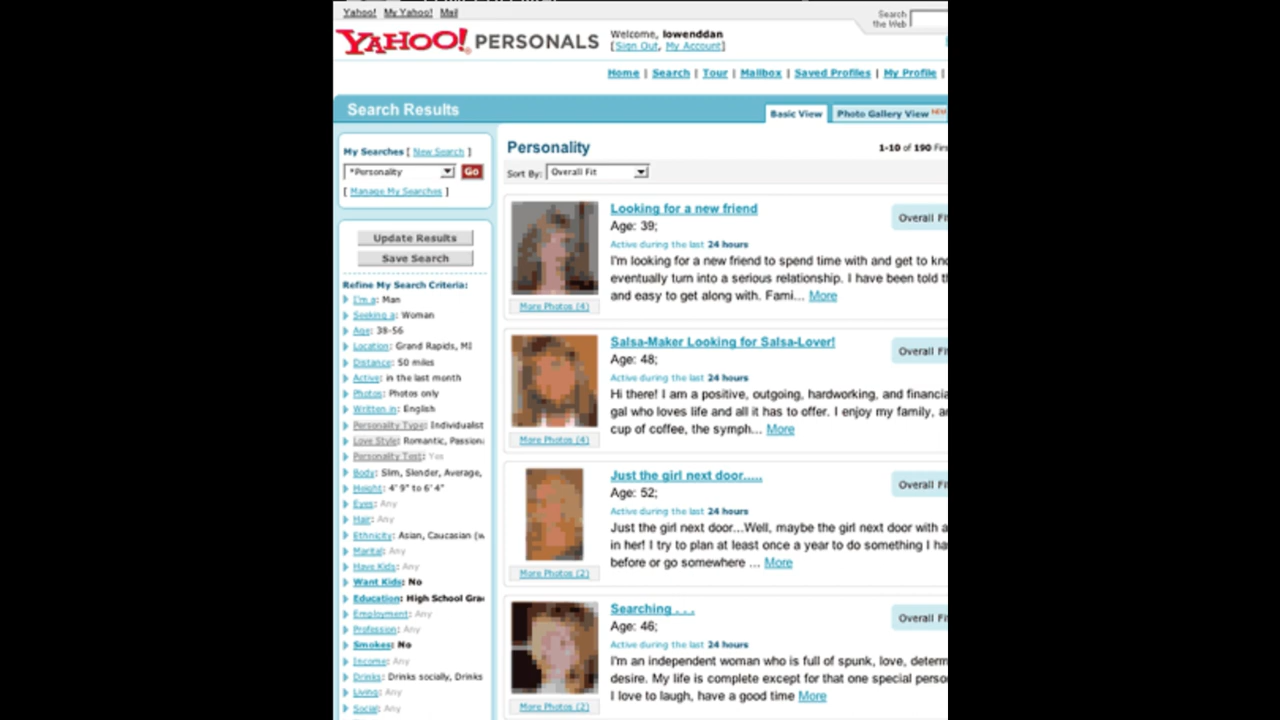 Yahoo! My Yahoo! Mail
Search
the Web
YAHOO! PERSONALS
Welcome, lowenddan
[Sign Out, My Account]
Home | Search | Tour | Mailbox | Saved Profiles | My Profile |
Search Results
Basic View
Photo Gallery View NEW
My Searches [ New Search ]
*Personality
Go
[ Manage My Searches ]
Update Results
Save Search
Refine My Search Criteria:
I'm a: Man
Seeking a: Woman
Age: 38-56
Location: Grand Rapids, MI
Distance: 50 miles
Active: in the last month
Photos: Photos only
Written in: English
Personality Type: Individualist
Love Style: Romantic, Passion
Personality Test: Yes
Body: Slim, Slender, Average,
Height: 4' 9" to 6' 4"
Eyes: Any
Hair: Any
Ethnicity: Asian, Caucasian (w
Marital: Any
Have Kids: Any
Want Kids: No
Education: High School Gra
Employment: Any
Profession: Any
Smokes: No
Income: Any
Drinks: Drinks socially, Drinks
Living: Any
Social: Any
Personality
1-10 of 190 Firs
Sort By: Overall Fit
Looking for a new friend
Age: 39;
Active during the last 24 hours
I'm looking for a new friend to spend time with and get to kno
eventually turn into a serious relationship. I have been told th
and easy to get along with. Fami... More
More Photos (4)
Overall Fi
Salsa-Maker Looking for Salsa-Lover!
Age: 48;
Active during the last 24 hours
Hi there! I am a positive, outgoing, hardworking, and financia
gal who loves life and all it has to offer. I enjoy my family, a
cup of coffee, the symph... More
More Photos (4)
Overall Fi
Just the girl next door.....
Age: 52;
Active during the last 24 hours
Just the girl next door...Well, maybe the girl next door with a
in her! I try to plan at least once a year to do something I ha
before or go somewhere ... More
More Photos (2)
Overall Fi
Searching . . .
Age: 46;
Active during the last 24 hours
I'm an independent woman who is full of spunk, love, determ
desire. My life is complete except for that one special perso
I love to laugh, have a good time More
More Photos (2)
Overall Fi